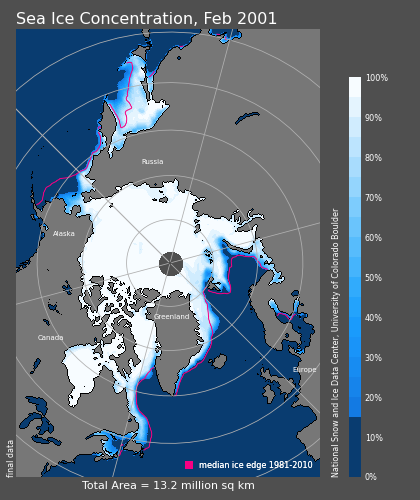 Sea Ice Concentration, Feb 2001
Russia
Alaska
Greenland
Canada
Europe
median ice edge 1981-2010
Total Area = 13.2 million sq km
final data
National Snow and Ice Data Center, University of Colorado Boulder
100%
90%
80%
70%
60%
50%
40%
30%
20%
10%
0%